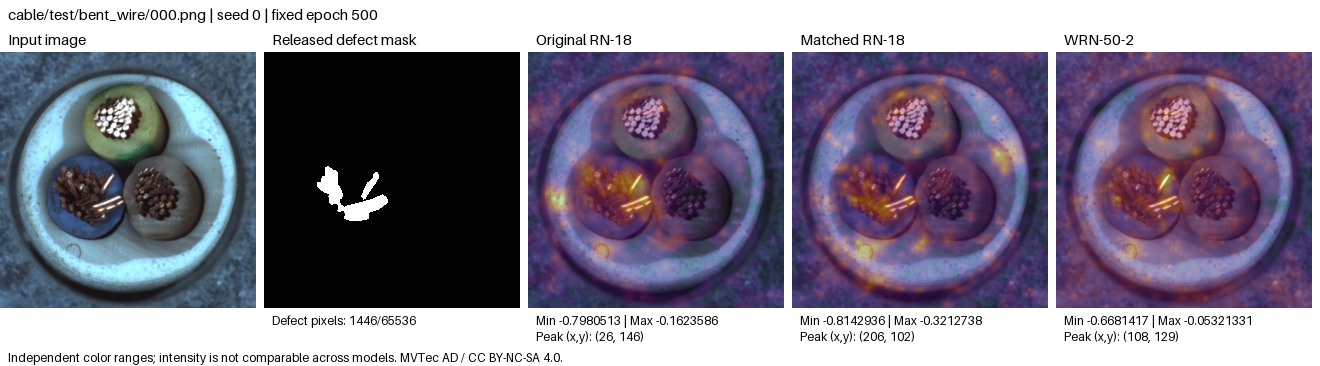 cable/test/bent_wire/000.png | seed 0 | fixed epoch 500
Input image
Released defect mask
Original RN-18
Matched RN-18
WRN-50-2
Defect pixels: 1446/65536
Min -0.7980513 | Max -0.1623586
Peak (x,y): (26, 146)
Min -0.8142936 | Max -0.3212738
Peak (x,y): (206, 102)
Min -0.6681417 | Max -0.05321331
Peak (x,y): (108, 129)
Independent color ranges; intensity is not comparable across models. MVTec AD / CC BY-NC-SA 4.0.